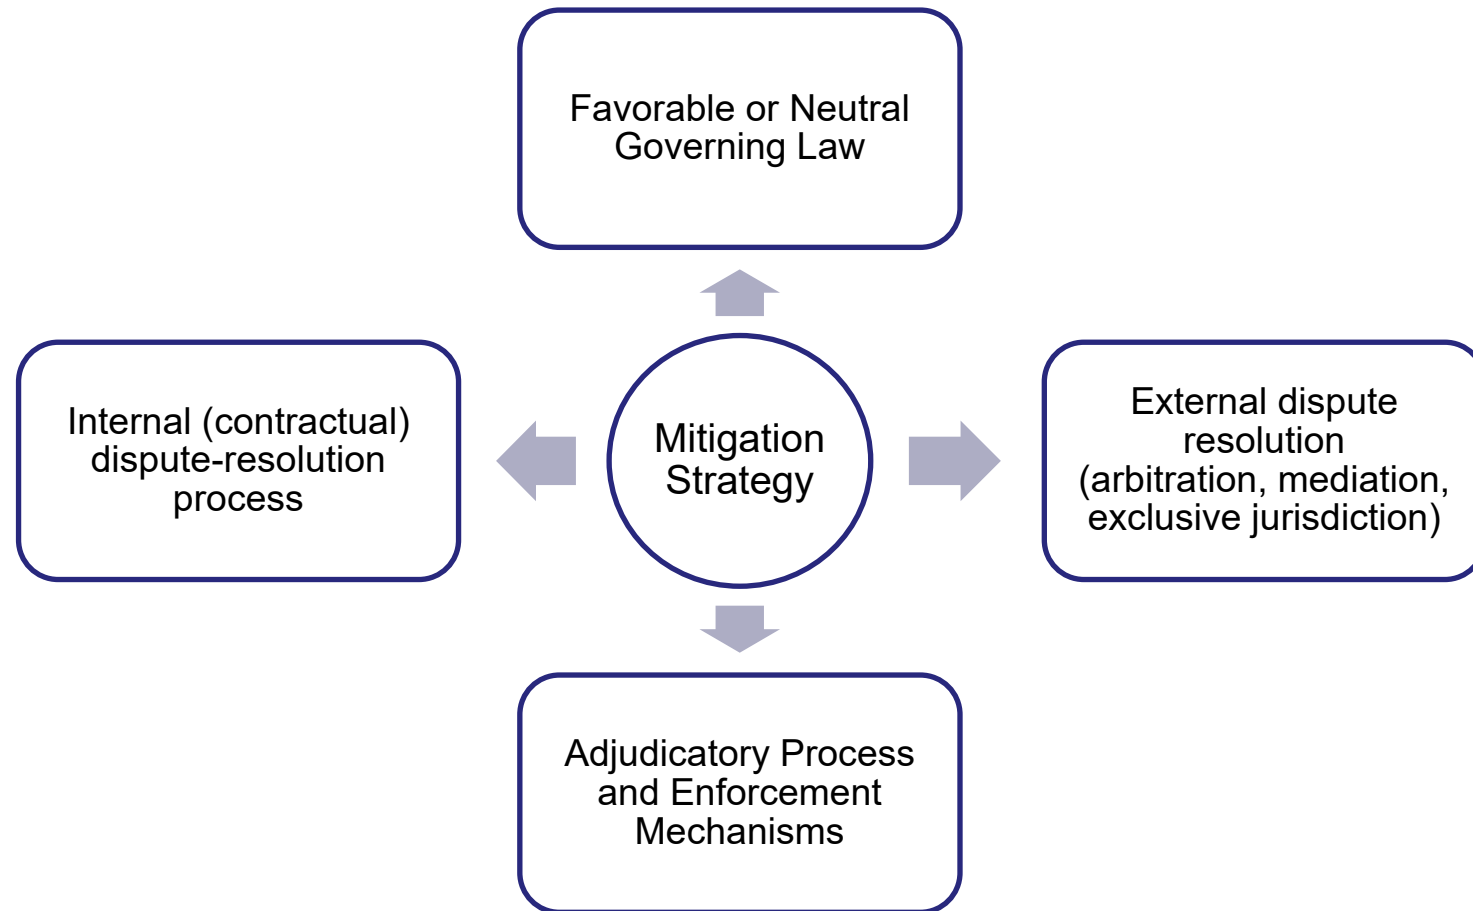 Favorable or Neutral
Governing Law
Internal (contractual)
dispute-resolution
process
Mitigation
Strategy
External dispute
resolution
(arbitration, mediation,
exclusive jurisdiction)
Adjudicatory Process
and Enforcement
Mechanisms